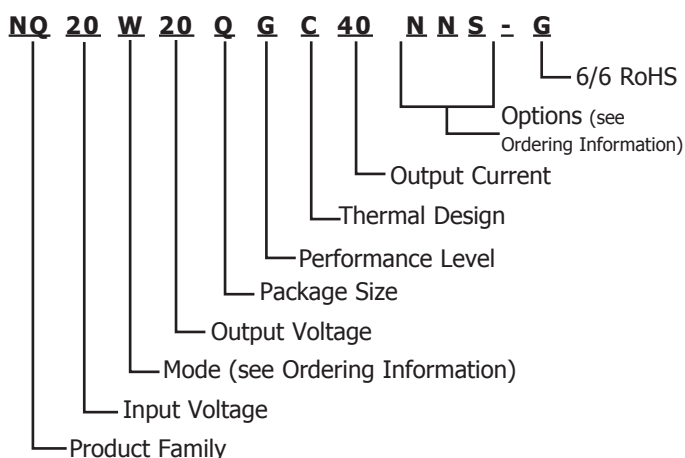 NQ 20 W 20 Q G C 40 N N S - G
6/6 RoHS
Options (see
Ordering Information)
Output Current
Thermal Design
Performance Level
Package Size
Output Voltage
Mode (see Ordering Information)
Input Voltage
Product Family